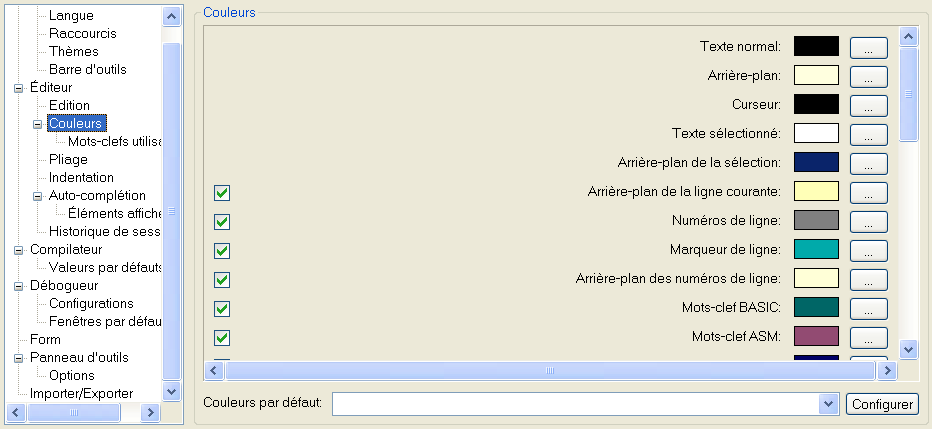 Langue
Raccourcis
Thèmes
Barre d'outils
Éditeur
Edition
Couleurs
Mots-clefs utilis
Pliage
Indentation
Auto-complétion
Éléments affiche
Historique de sess
Compilateur
Valeurs par défauts
Débogueur
Configurations
Fenêtres par défau
Form
Panneau d'outils
Options
Importer/Exporter
Couleurs
Texte normal: ...
Arrière-plan: ...
Curseur: ...
Texte sélectionné: ...
Arrière-plan de la sélection: ...
Arrière-plan de la ligne courante: ...
Numéros de ligne: ...
Marqueur de ligne: ...
Arrière-plan des numéros de ligne: ...
Mots-clef BASIC: ...
Mots-clef ASM: ...
Couleurs par défaut: Configurer